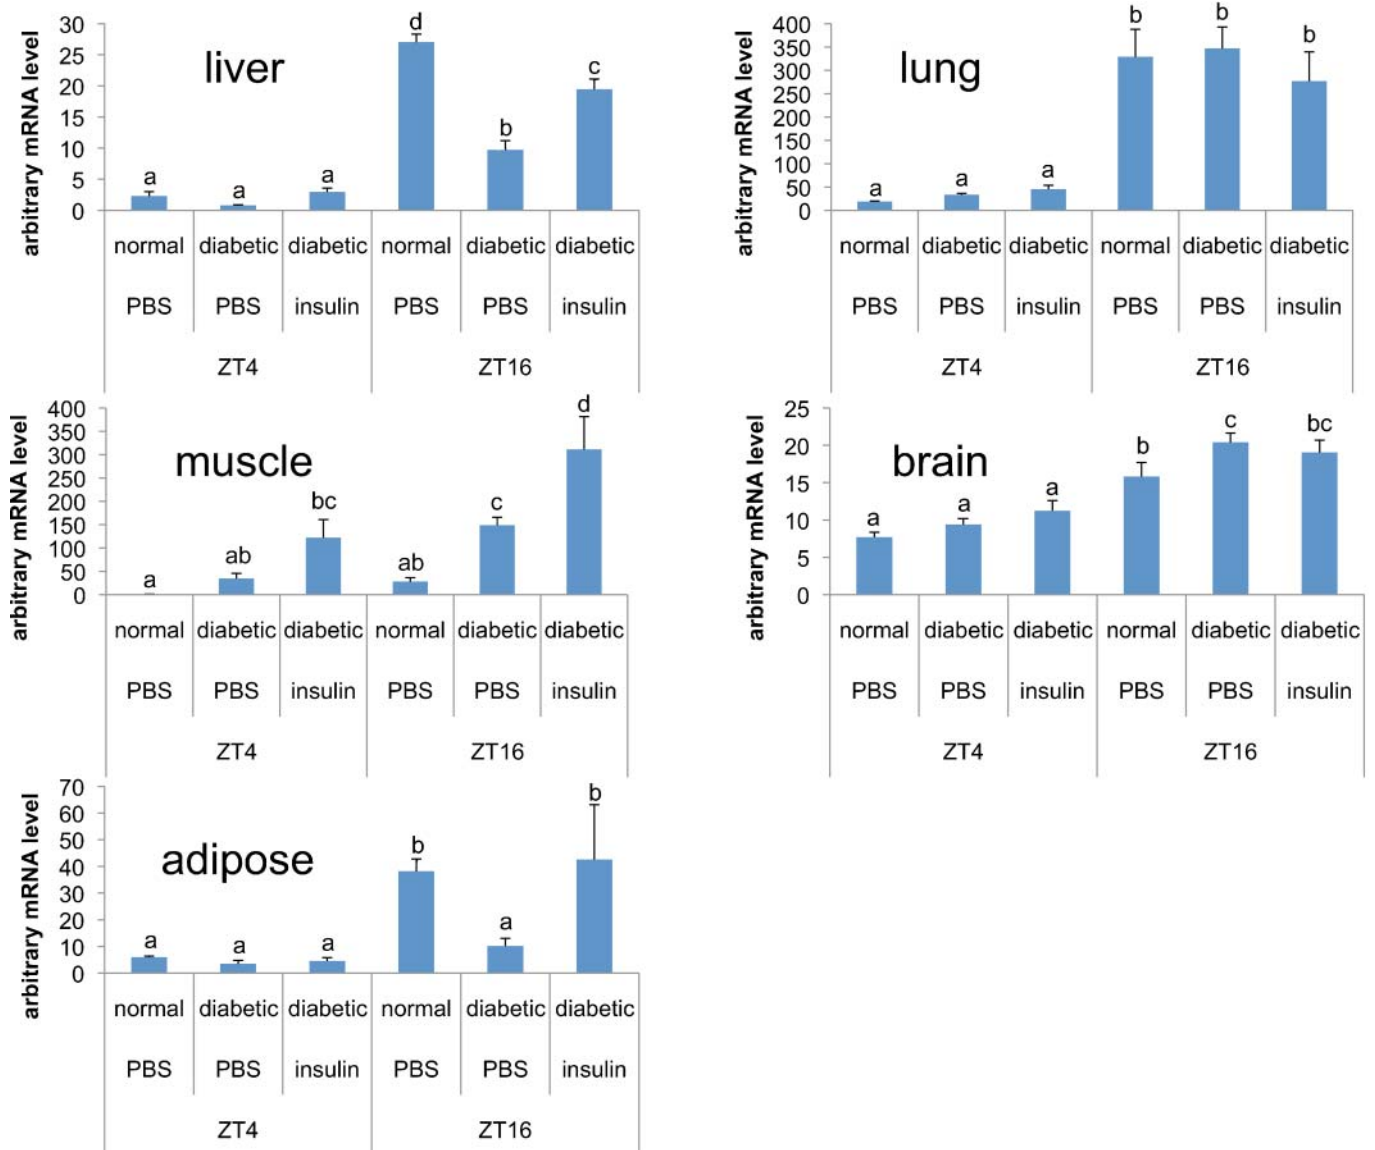 arbitrary mRNA level
30
25
20
15
10
5
0
liver
a
a
a
d
b
c
normal diabetic diabetic normal diabetic diabetic
PBS PBS insulin PBS PBS insulin
ZT4 ZT16
arbitrary mRNA level
400
350
300
250
200
150
100
50
0
lung
a
a
a
b
b
b
normal diabetic diabetic normal diabetic diabetic
PBS PBS insulin PBS PBS insulin
ZT4 ZT16
arbitrary mRNA level
400
350
300
250
200
150
100
50
0
muscle
a
ab
bc
ab
c
d
normal diabetic diabetic normal diabetic diabetic
PBS PBS insulin PBS PBS insulin
ZT4 ZT16
arbitrary mRNA level
25
20
15
10
5
0
brain
a
a
a
b
c
bc
normal diabetic diabetic normal diabetic diabetic
PBS PBS insulin PBS PBS insulin
ZT4 ZT16
arbitrary mRNA level
70
60
50
40
30
20
10
0
adipose
a
a
a
b
a
b
normal diabetic diabetic normal diabetic diabetic
PBS PBS insulin PBS PBS insulin
ZT4 ZT16